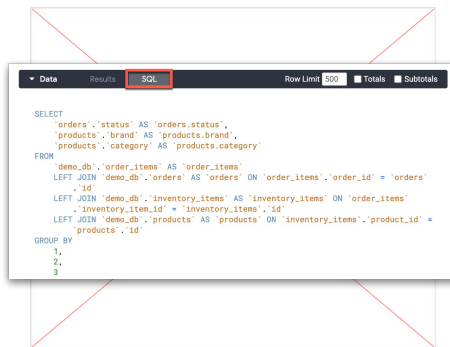 Data Results SQL Row Limit 500 Totals Subtotals
SELECT
`orders`.`status` AS `orders.status`,
`products`.`brand` AS `products.brand`,
`products`.`category` AS `products.category`
FROM
`demo_db`.`order_items` AS `order_items`
LEFT JOIN `demo_db`.`orders` AS `orders` ON `order_items`.`order_id` = `orders`
.`id`
LEFT JOIN `demo_db`.`inventory_items` AS `inventory_items` ON `order_items`
.`inventory_item_id` = `inventory_items`.`id`
LEFT JOIN `demo_db`.`products` AS `products` ON `inventory_items`.`product_id` =
`products`.`id`
GROUP BY
1,
2,
3